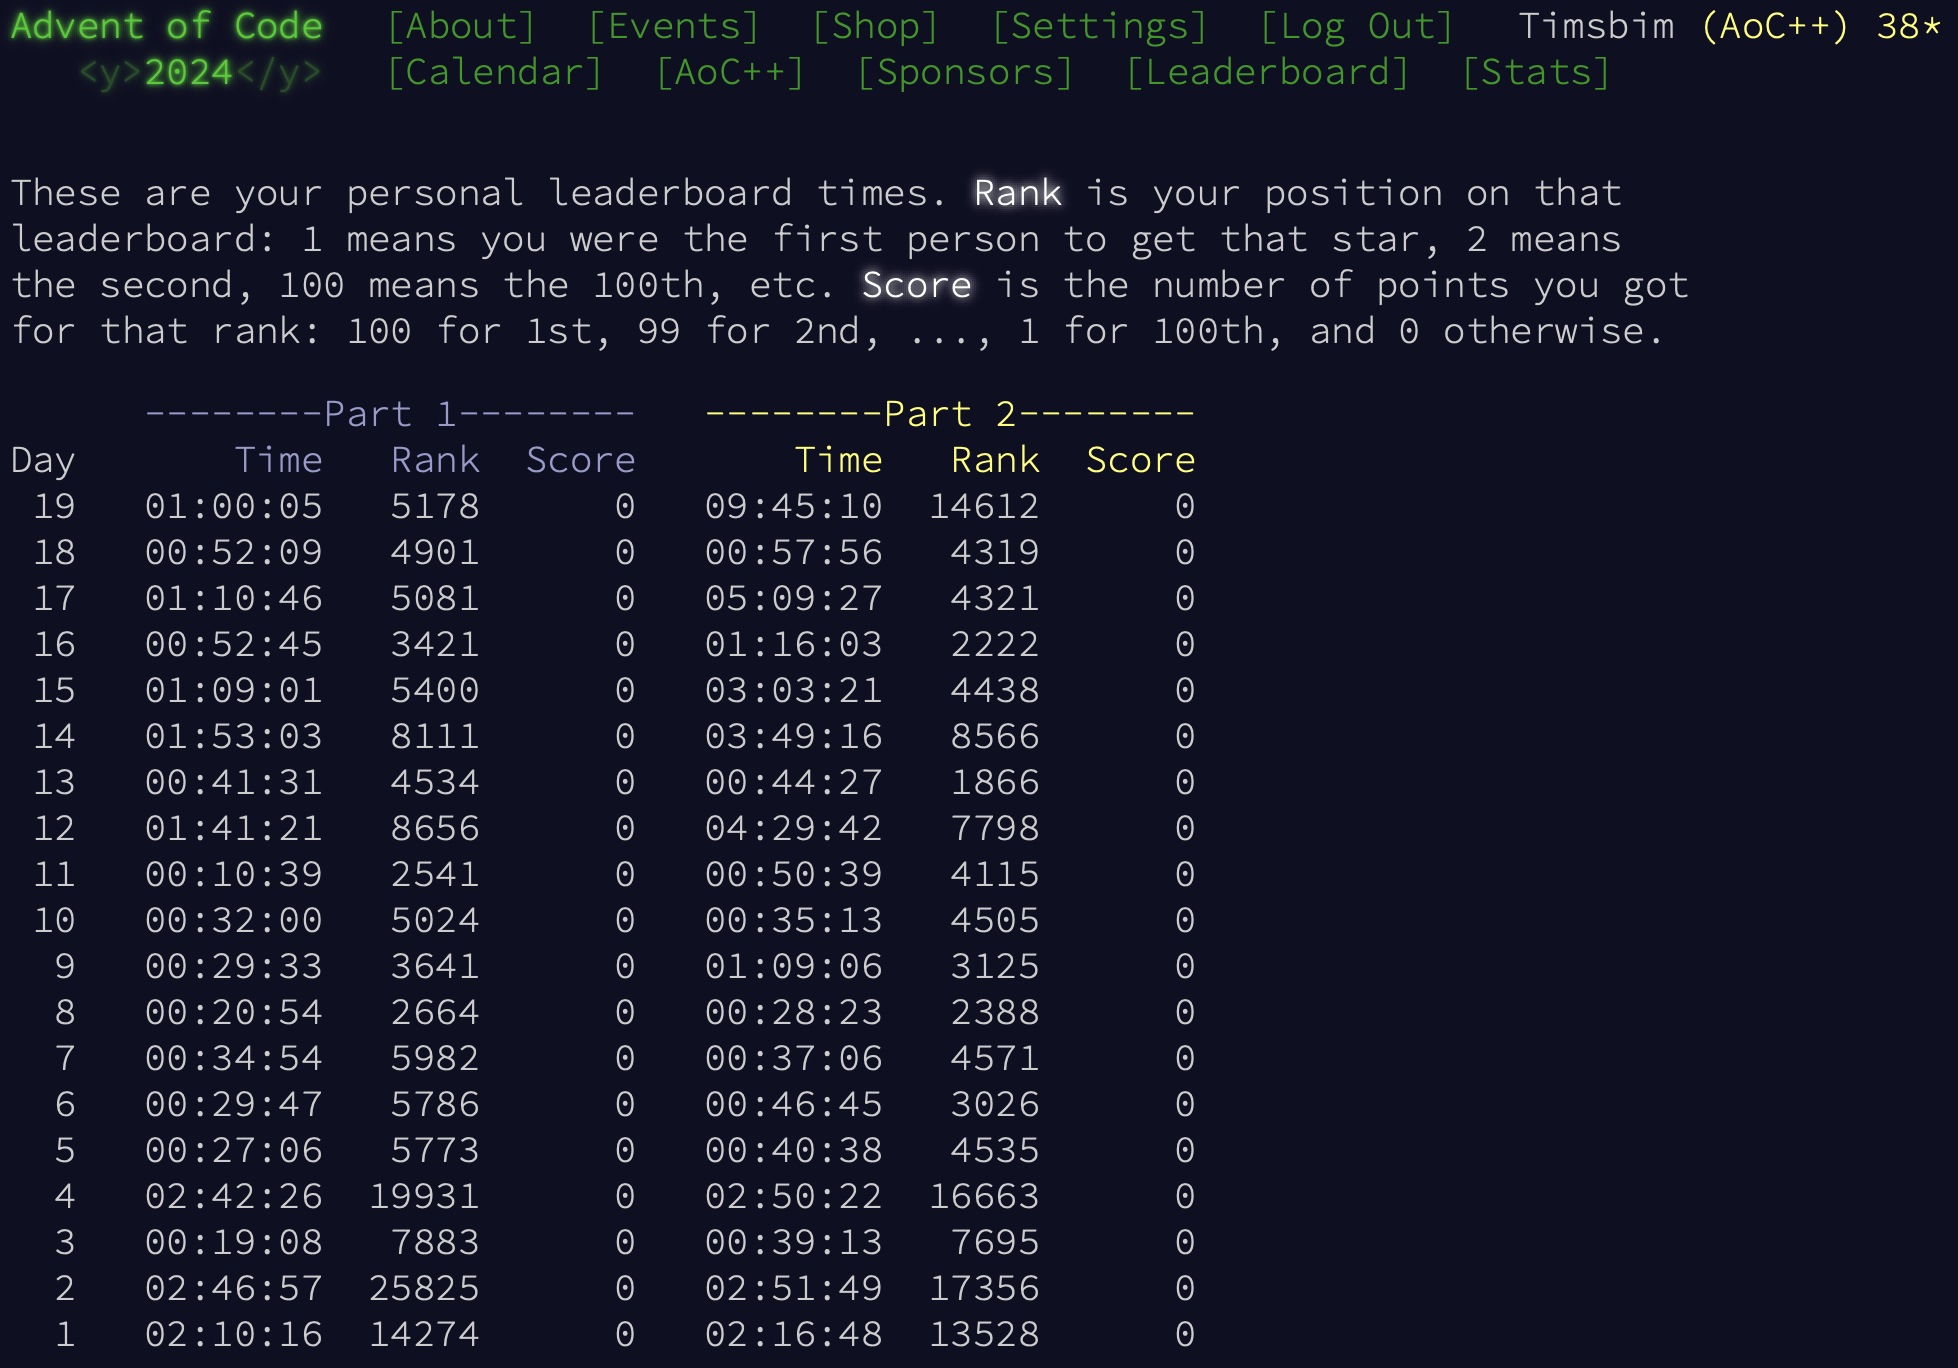 Advent of Code [About] [Events] [Shop] [Settings] [Log Out] Timsbim (AoC++) 38*
<y>2024</y> [Calendar] [AoC++] [Sponsors] [Leaderboard] [Stats]
These are your personal leaderboard times. Rank is your position on that
leaderboard: 1 means you were the first person to get that star, 2 means
the second, 100 means the 100th, etc. Score is the number of points you got
for that rank: 100 for 1st, 99 for 2nd, ..., 1 for 100th, and 0 otherwise.
--------Part 1-------- --------Part 2--------
Day Time Rank Score Time Rank Score
19 01:00:05 5178 0 09:45:10 14612 0
18 00:52:09 4901 0 00:57:56 4319 0
17 01:10:46 5081 0 05:09:27 4321 0
16 00:52:45 3421 0 01:16:03 2222 0
15 01:09:01 5400 0 03:03:21 4438 0
14 01:53:03 8111 0 03:49:16 8566 0
13 00:41:31 4534 0 00:44:27 1866 0
12 01:41:21 8656 0 04:29:42 7798 0
11 00:10:39 2541 0 00:50:39 4115 0
10 00:32:00 5024 0 00:35:13 4505 0
9 00:29:33 3641 0 01:09:06 3125 0
8 00:20:54 2664 0 00:28:23 2388 0
7 00:34:54 5982 0 00:37:06 4571 0
6 00:29:47 5786 0 00:46:45 3026 0
5 00:27:06 5773 0 00:40:38 4535 0
4 02:42:26 19931 0 02:50:22 16663 0
3 00:19:08 7883 0 00:39:13 7695 0
2 02:46:57 25825 0 02:51:49 17356 0
1 02:10:16 14274 0 02:16:48 13528 0